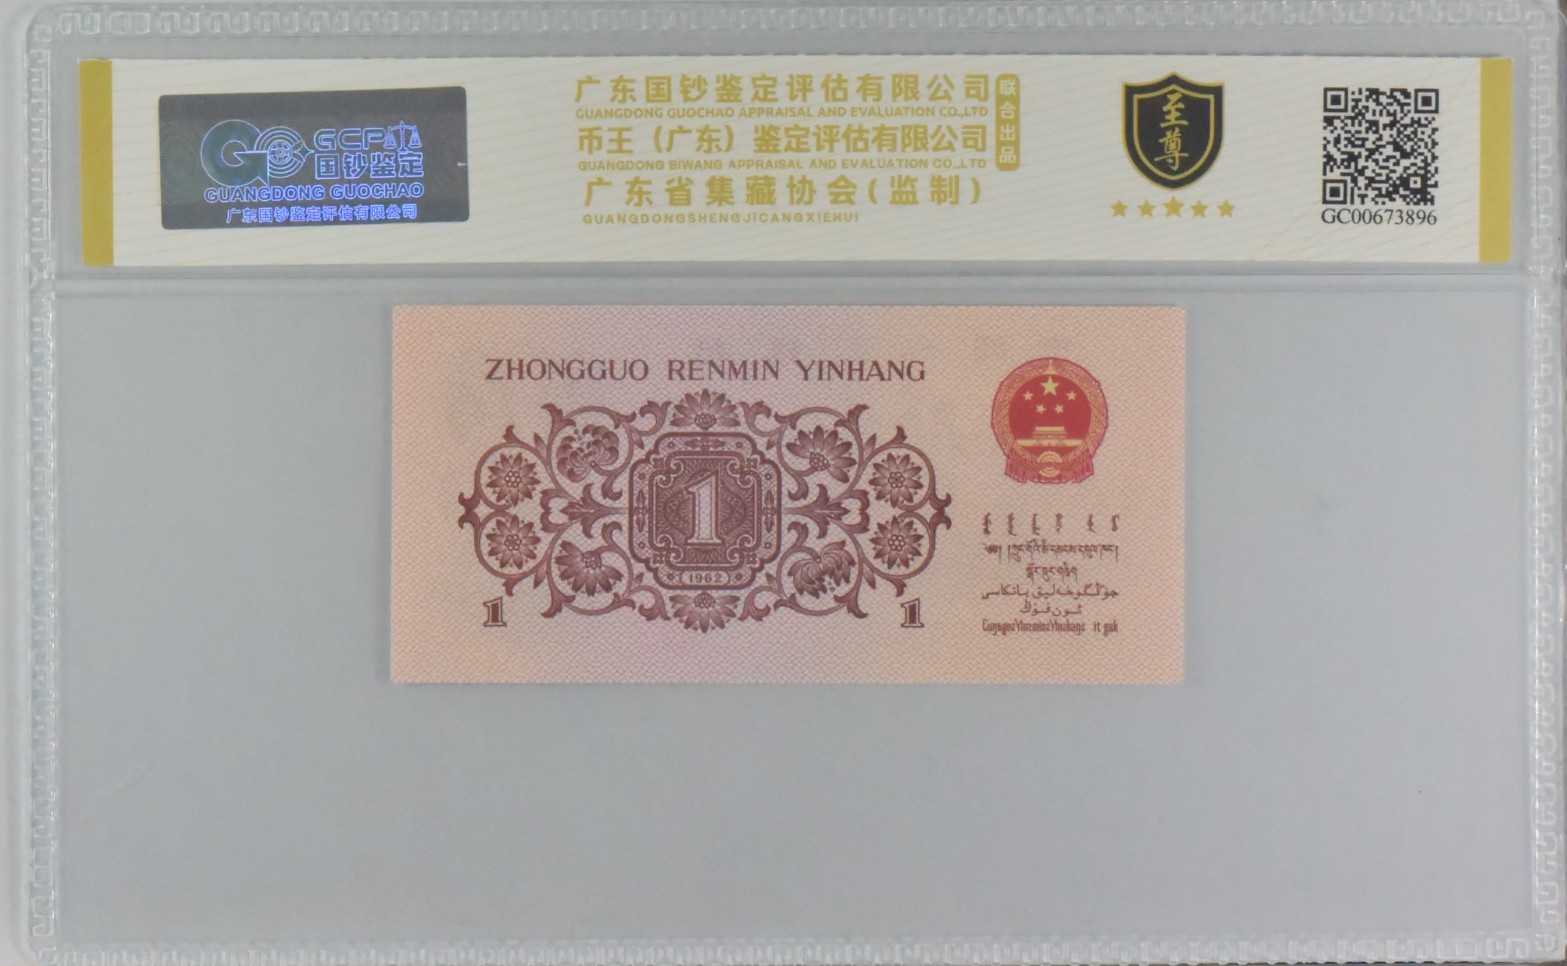 GCP
国钞鉴定
GUANGDONG GUOCHAO
广东国钞鉴定评估有限公司
广东国钞鉴定评估有限公司
GUANGDONG GUOCHAO APPRAISAL AND EVALUATION CO.,LTD
币王（广东）鉴定评估有限公司
GUANGDONG BIWANG APPRAISAL AND EVALUATION CO.,LTD
联合出品
广东省集藏协会(监制)
GUANGDONGSHENGJICANGXIEHUI
至尊
GC00673896
ZHONGGUO RENMIN YINHANG
1
1962
1
1